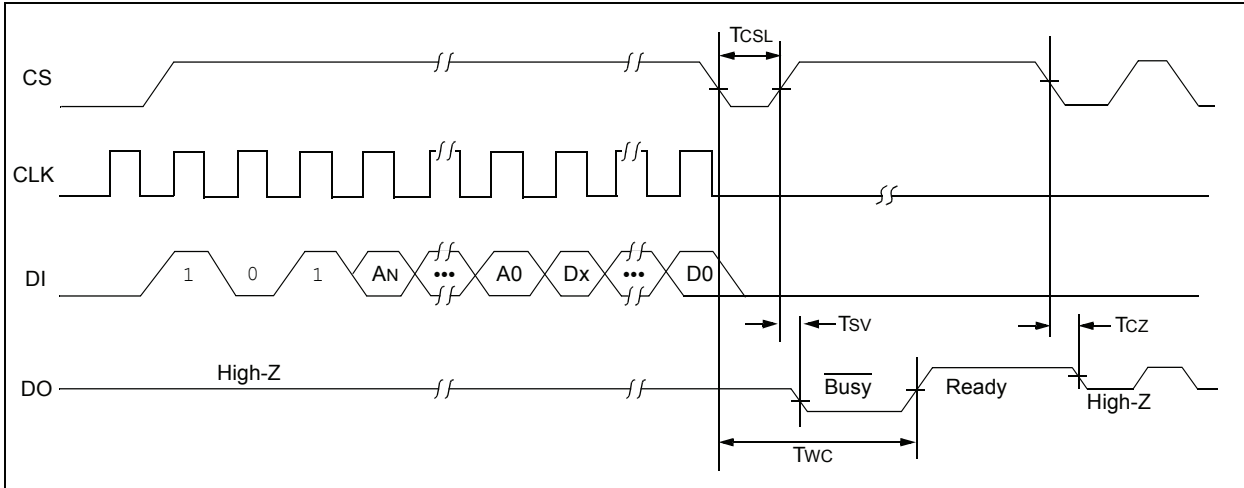 TCSL
CS
CLK
DI 1 0 1 AN ••• A0 Dx ••• D0
TSV TCZ
DO High-Z Busy Ready High-Z
TWC